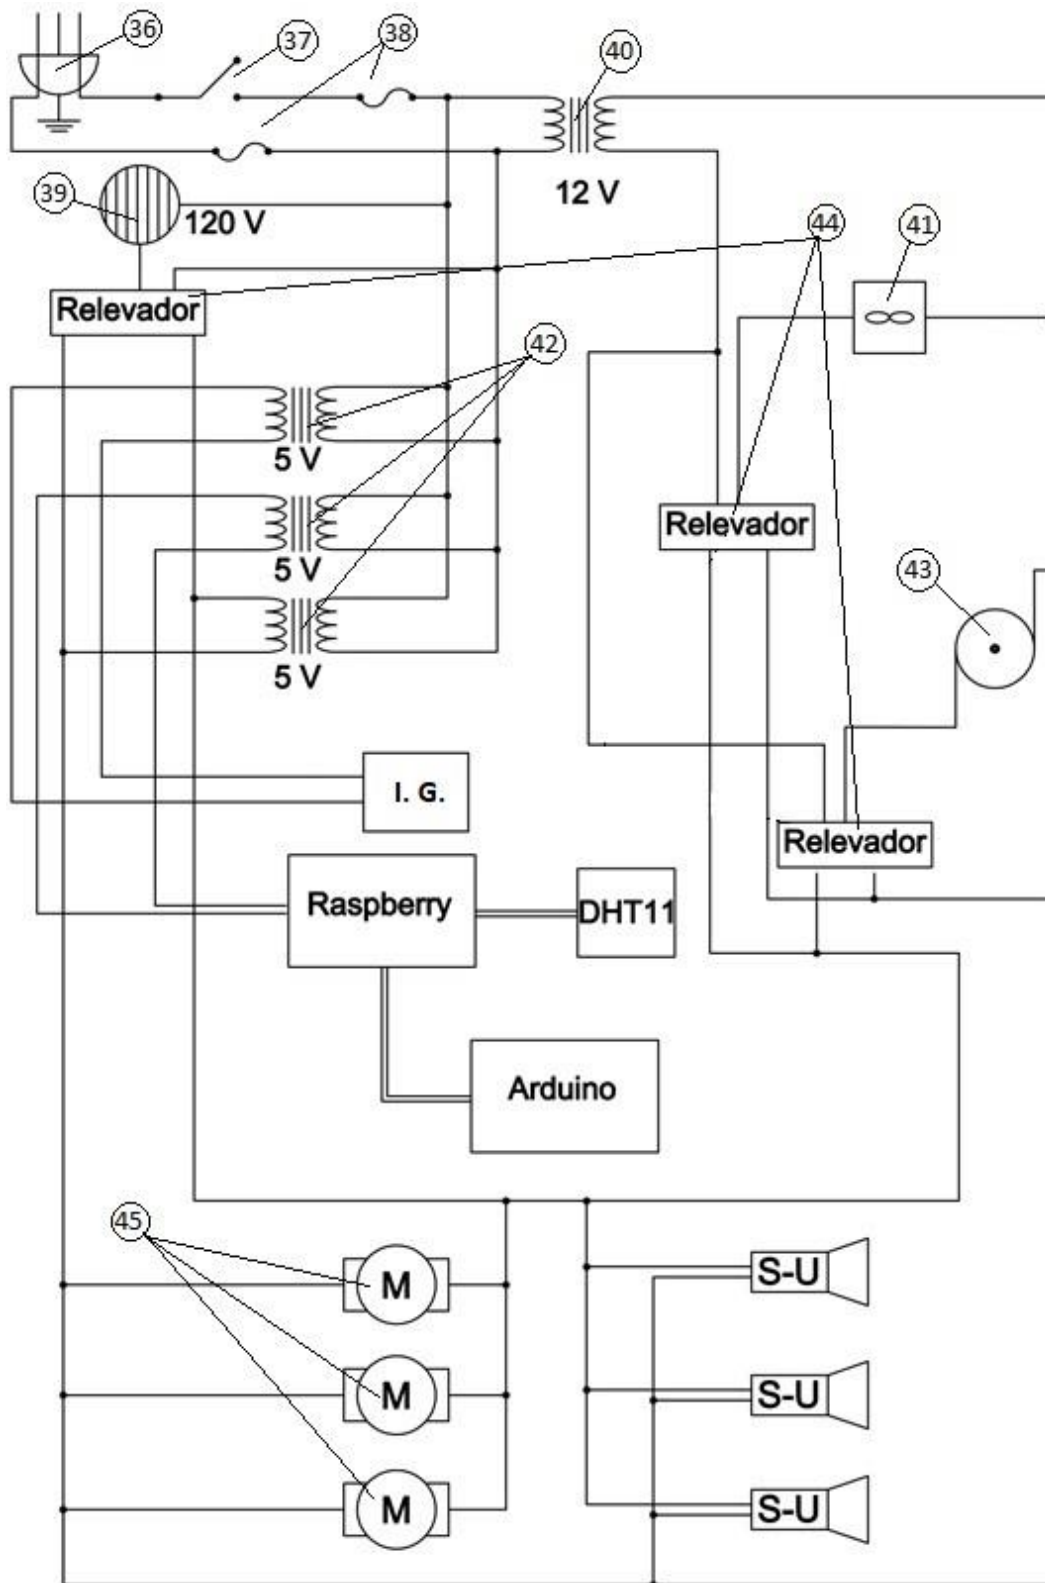 36
37
38
40
39
120 V
12 V
44
41
Relevador
42
5 V
Relevador
43
5 V
5 V
I. G.
Relevador
Raspberry
DHT11
Arduino
45
M
S-U
M
S-U
M
S-U